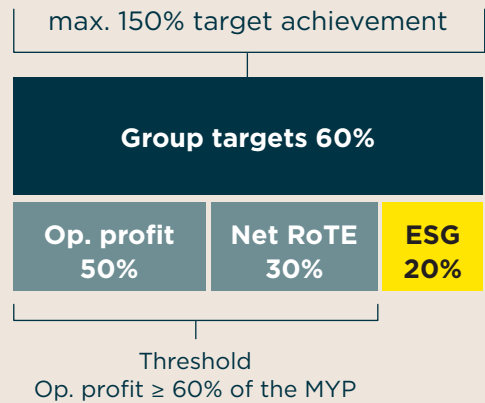 max. 150% target achievement
Group targets 60%
Op. profit
50%
Net RoTE
30%
ESG
20%
Threshold
Op. profit ≥ 60% of the MYP